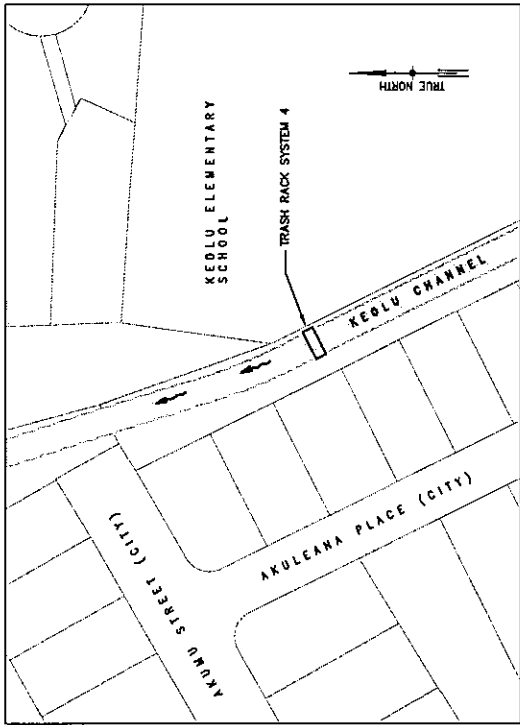 KEOLU ELEMENTARY
SCHOOL
TRUE NORTH
TRASH RACK SYSTEM 4
KEOLU CHANNEL
AKUMU STREET (CITY)
AKULEANA PLACE (CITY)